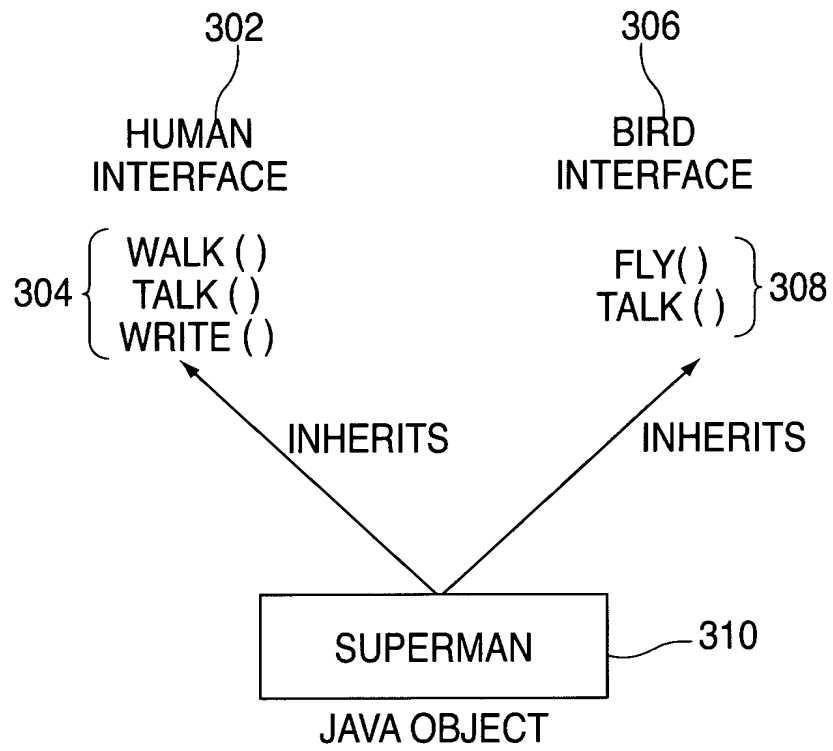 302
306
HUMAN
INTERFACE
BIRD
INTERFACE
304
WALK ( )
TALK ( )
WRITE ( )
FLY( )
TALK ( )
308
INHERITS
INHERITS
SUPERMAN
310
JAVA OBJECT